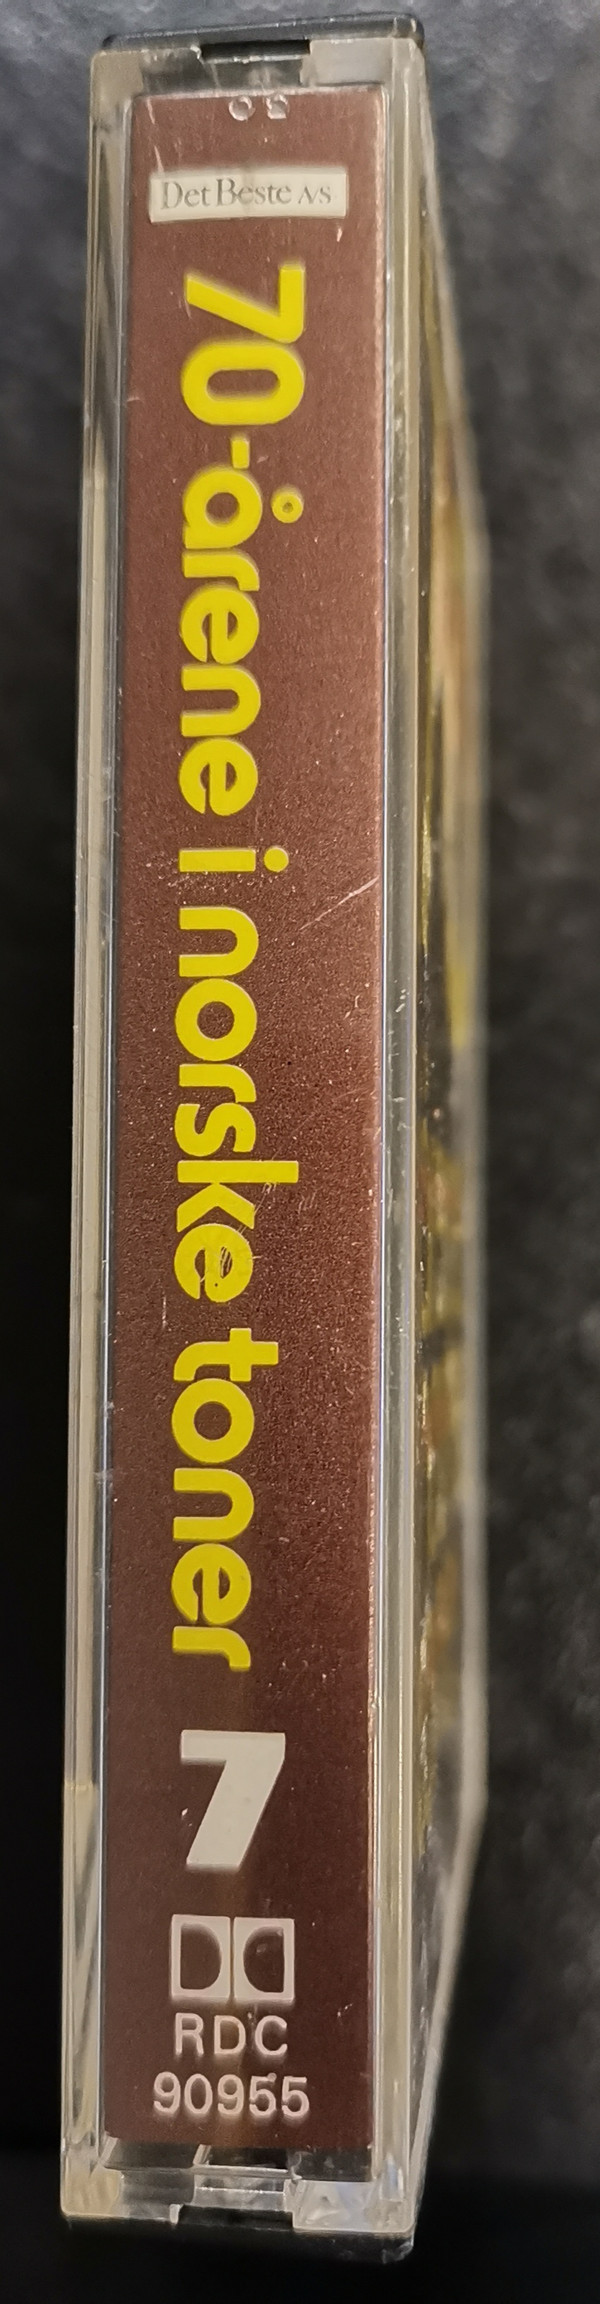 Det Beste A/S
70-årene i norske toner
7
RDC
90955